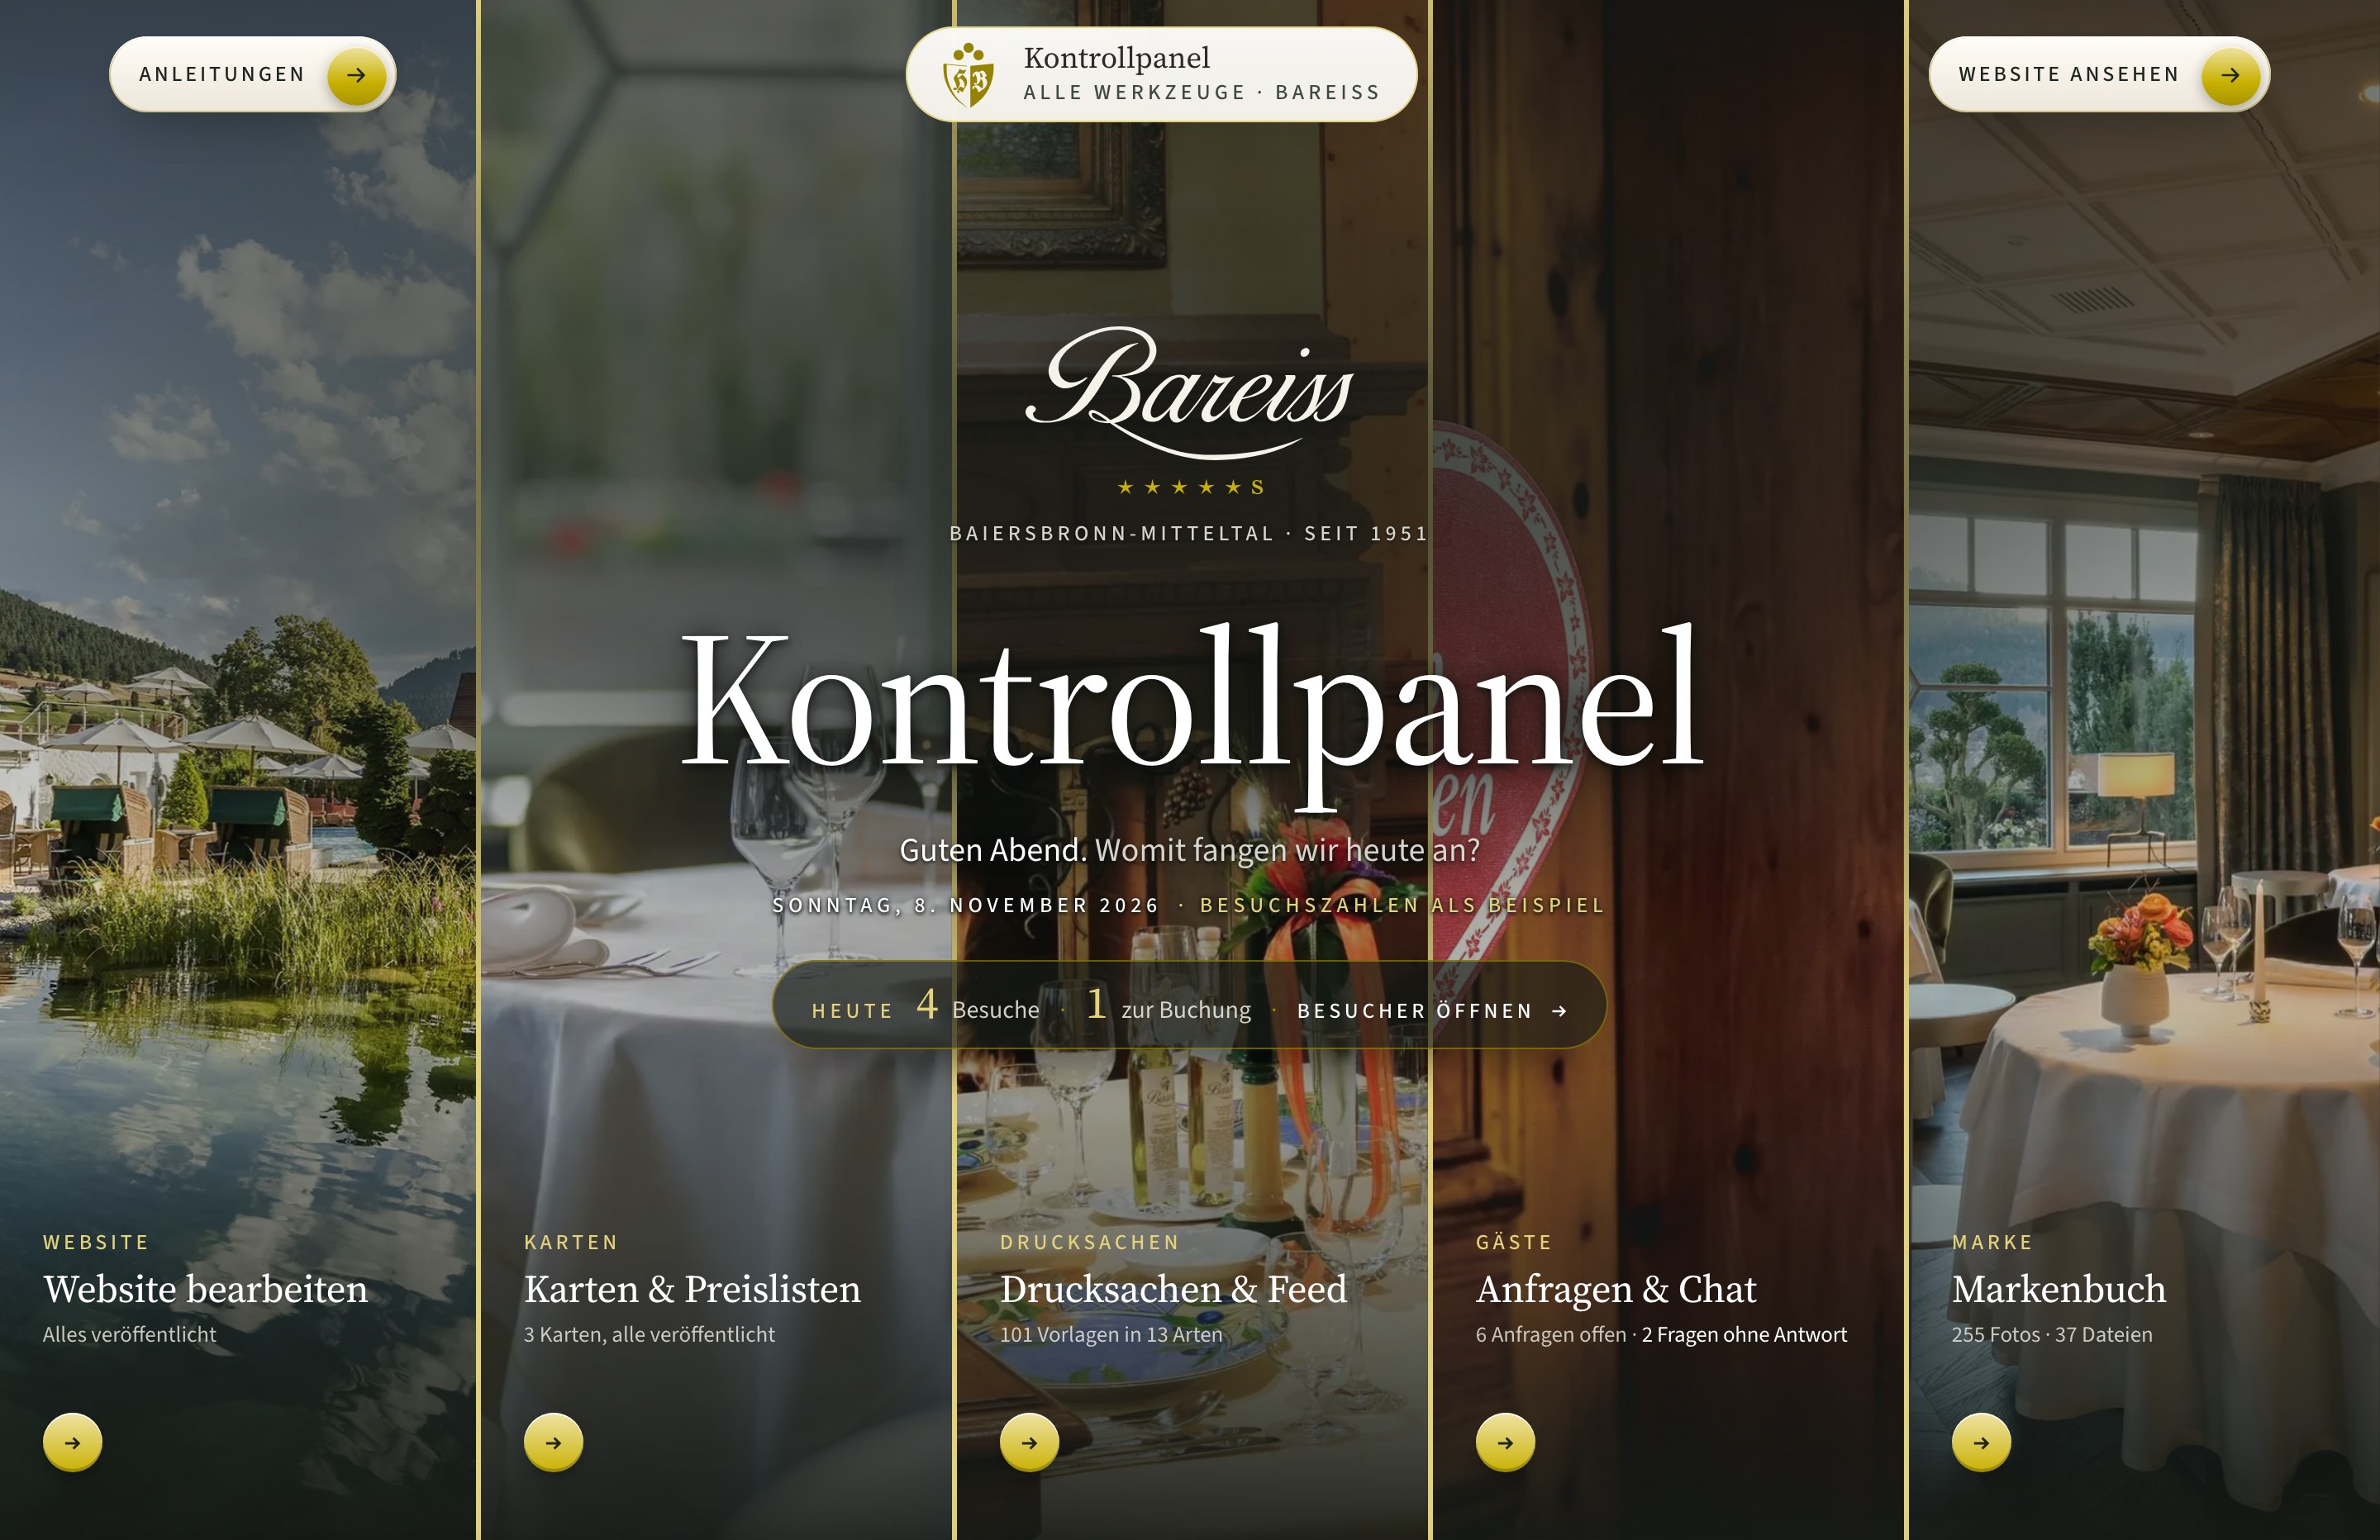 ANLEITUNGEN →
Kontrollpanel
ALLE WERKZEUGE · BAREISS
WEBSITE ANSEHEN →
Bareiss
★★★★★S
BAIERSBRONN-MITTELTAL · SEIT 1951
Kontrollpanel
en
Guten Abend. Womit fangen wir heute an?
SONNTAG, 8. NOVEMBER 2026 · BESUCHSZAHLEN ALS BEISPIEL
HEUTE 4 Besuche · 1 zur Buchung · BESUCHER ÖFFNEN →
WEBSITE
Website bearbeiten
Alles veröffentlicht
KARTEN
Karten & Preislisten
3 Karten, alle veröffentlicht
DRUCKSACHEN
Drucksachen & Feed
101 Vorlagen in 13 Arten
GÄSTE
Anfragen & Chat
6 Anfragen offen · 2 Fragen ohne Antwort
MARKE
Markenbuch
255 Fotos · 37 Dateien